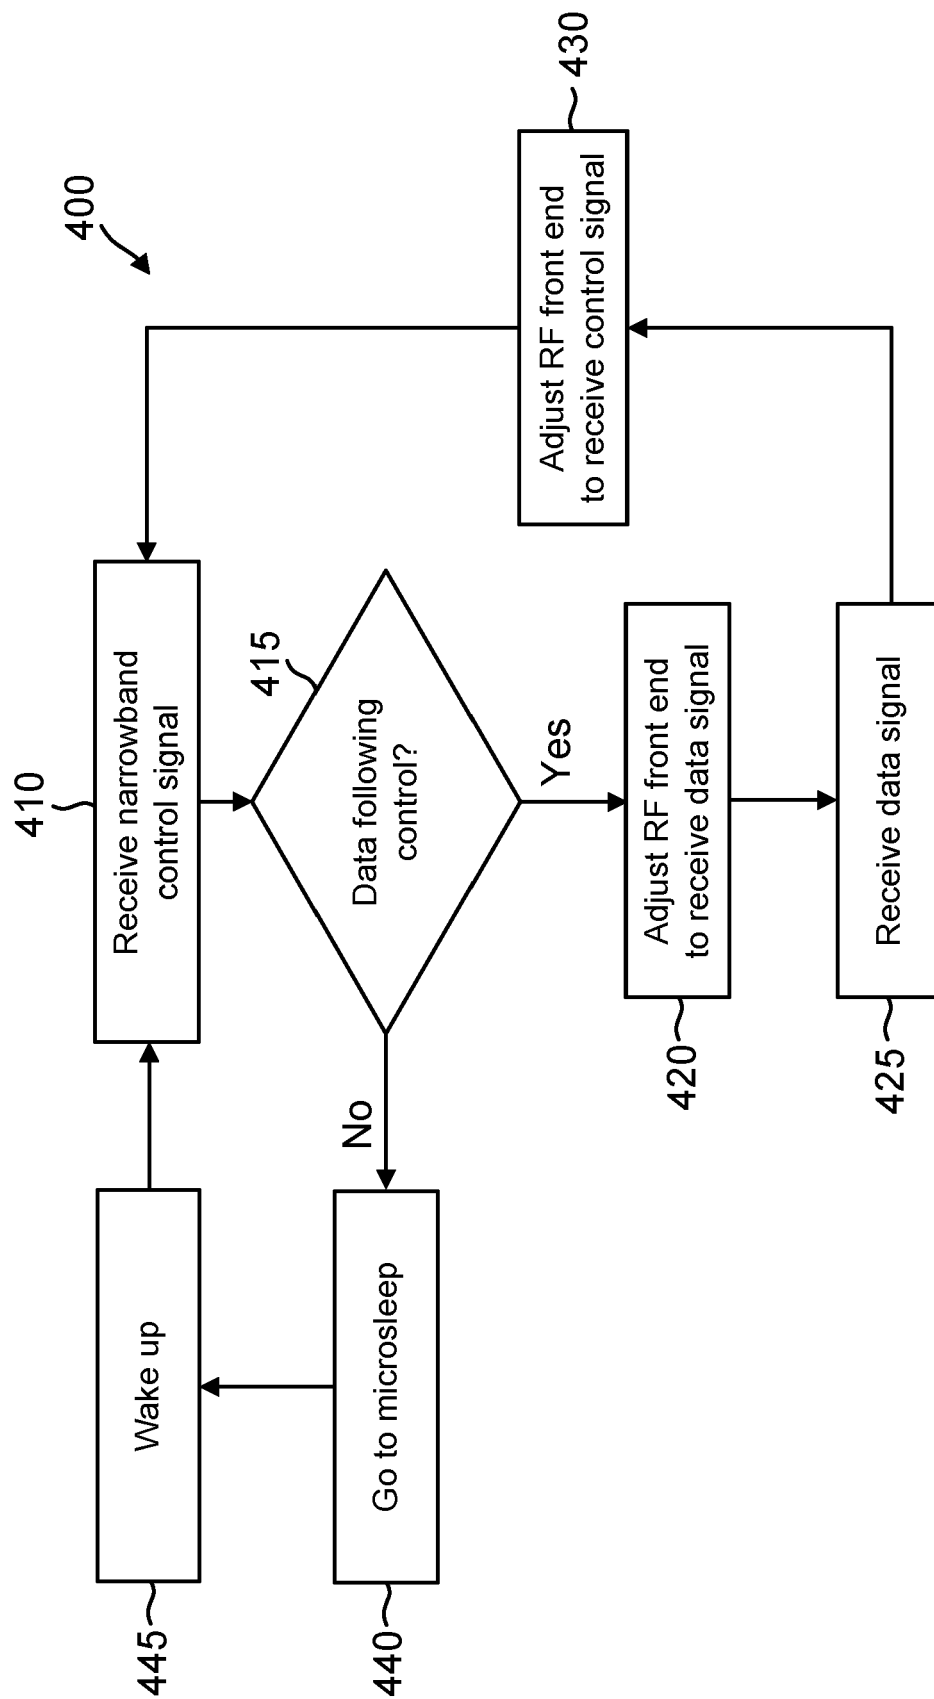 400
410
Receive narrowband
control signal
415
Data following
control?
Yes
No
420
Adjust RF front end
to receive data signal
425
Receive data signal
430
Adjust RF front end
to receive control signal
440
Go to microsleep
445
Wake up